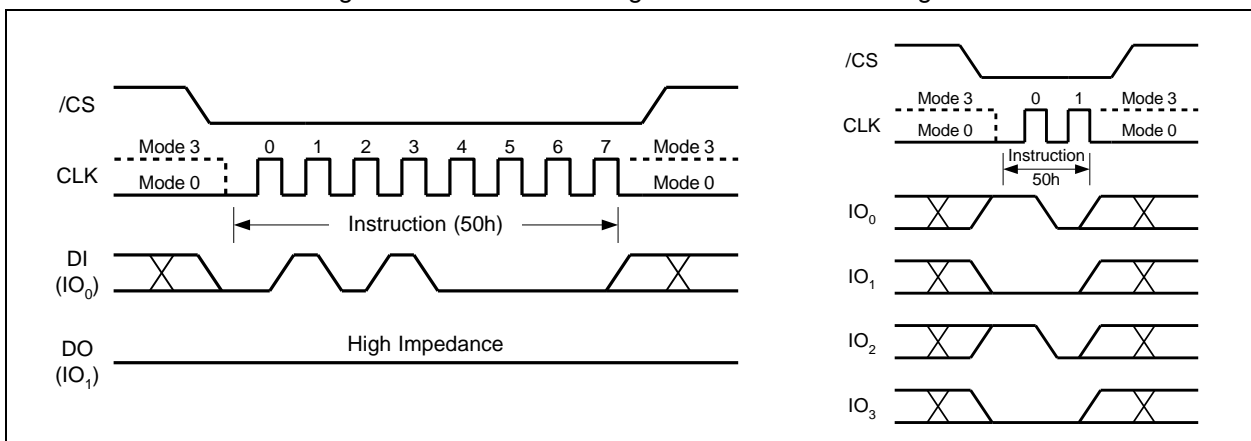 /CS
Mode 3 0 1 2 3 4 5 6 7 Mode 3
CLK
Mode 0 Mode 0
Instruction (50h)
DI
(IO₀)
High Impedance
DO
(IO₁)
/CS
Mode 3 0 1 Mode 3
CLK
Mode 0 Mode 0
Instruction
50h
IO₀
IO₁
IO₂
IO₃